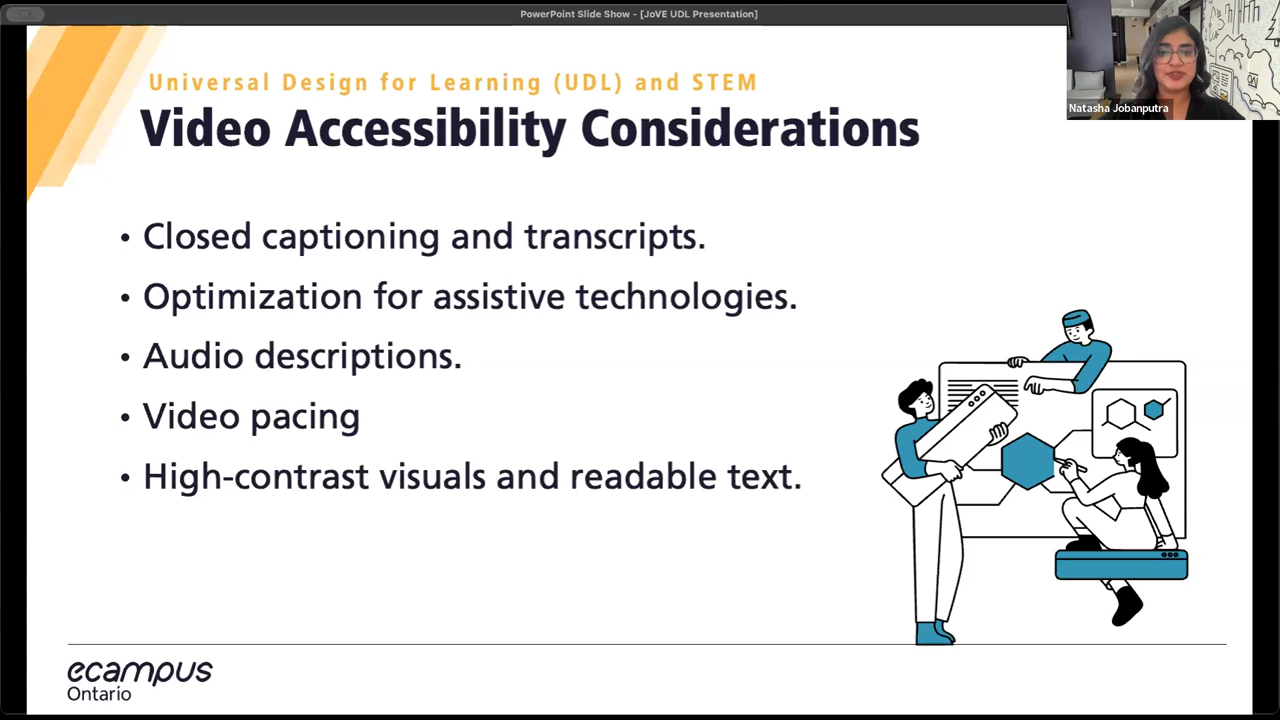 PowerPoint Slide Show - [JoVE UDL Presentation]
Natasha Jobanputra
Universal Design for Learning (UDL) and STEM
Video Accessibility Considerations
• Closed captioning and transcripts.
• Optimization for assistive technologies.
• Audio descriptions.
• Video pacing
• High-contrast visuals and readable text.
ecampus
Ontario